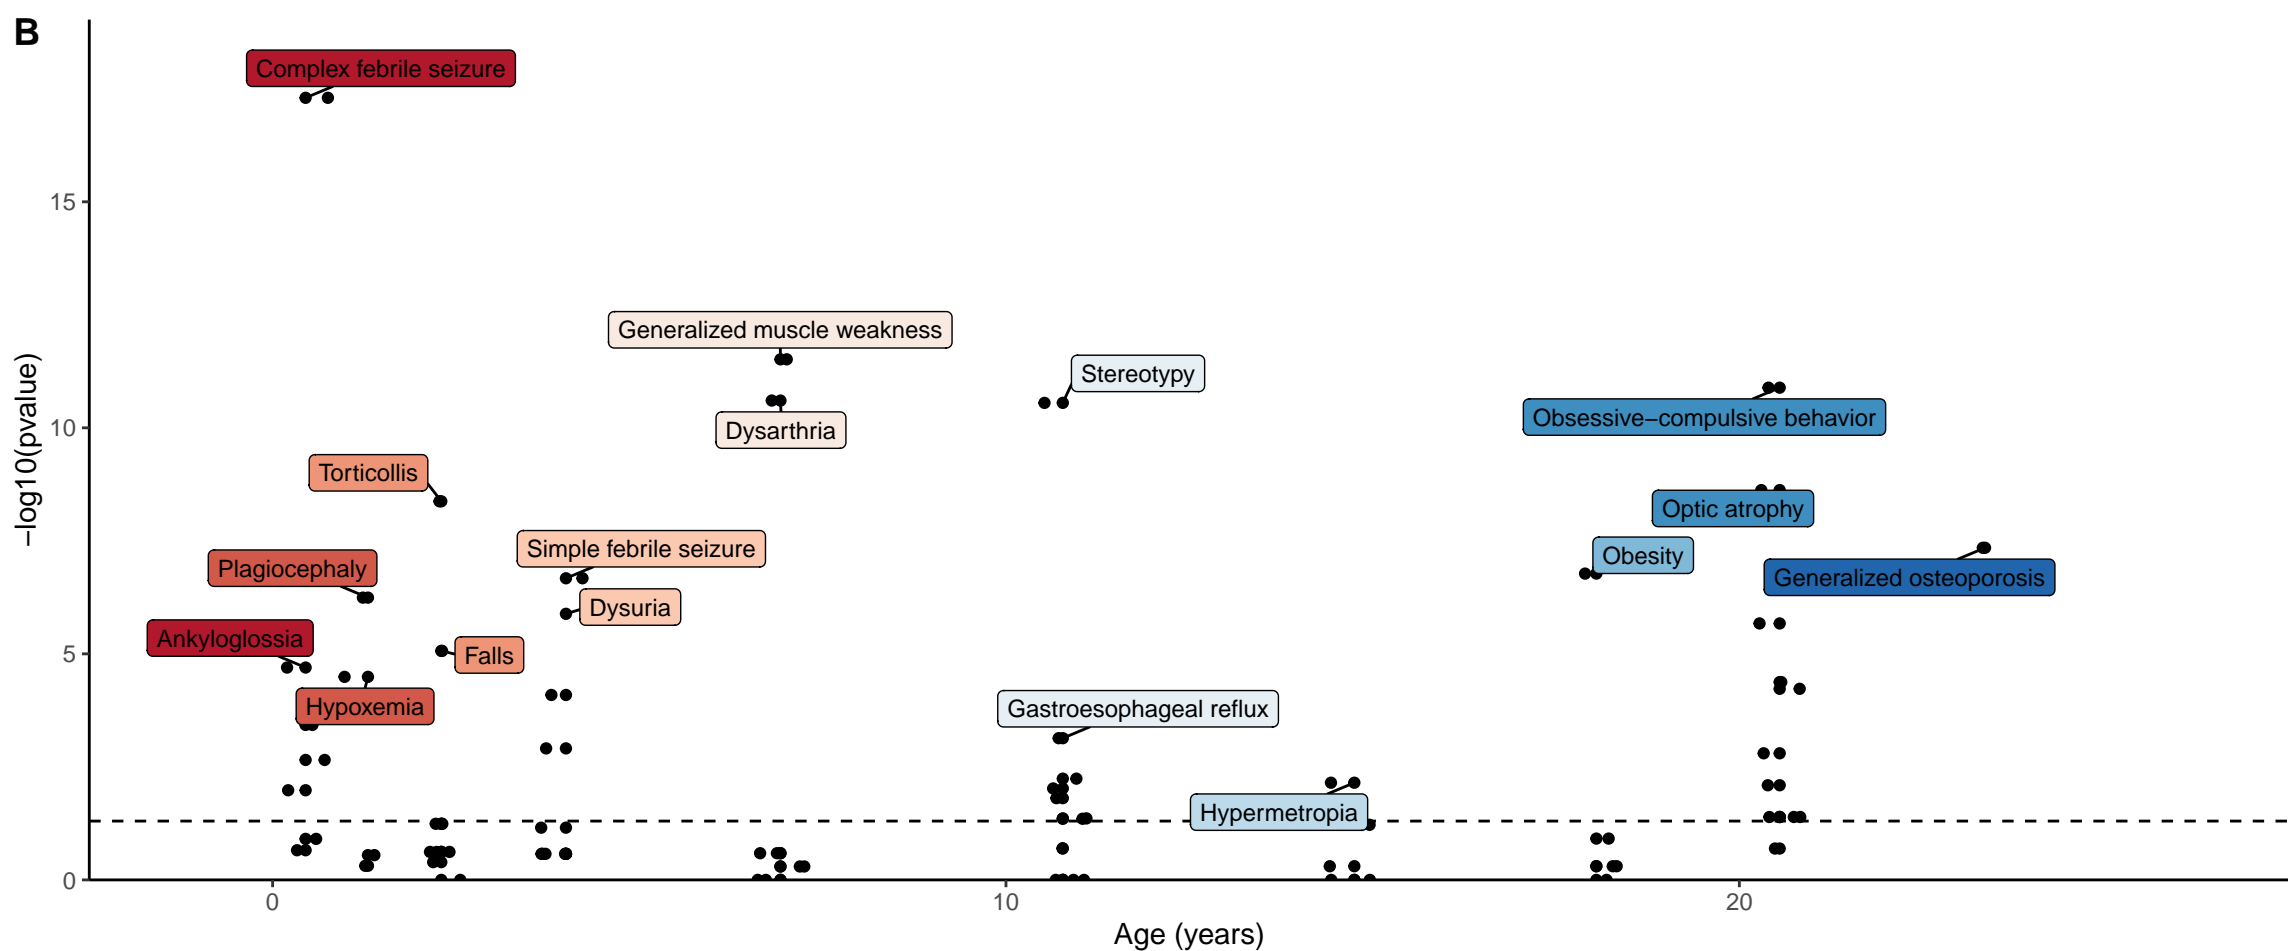 B
Complex febrile seizure
15
Generalized muscle weakness
Stereotypy
Obsessive−compulsive behavior
10
Dysarthria
Torticollis
Optic atrophy
Simple febrile seizure
Obesity
Plagiocephaly
Generalized osteoporosis
Dysuria
Ankyloglossia
5
Falls
Hypoxemia
Gastroesophageal reflux
Hypermetropia
0
−log10(pvalue)
0
10
20
Age (years)